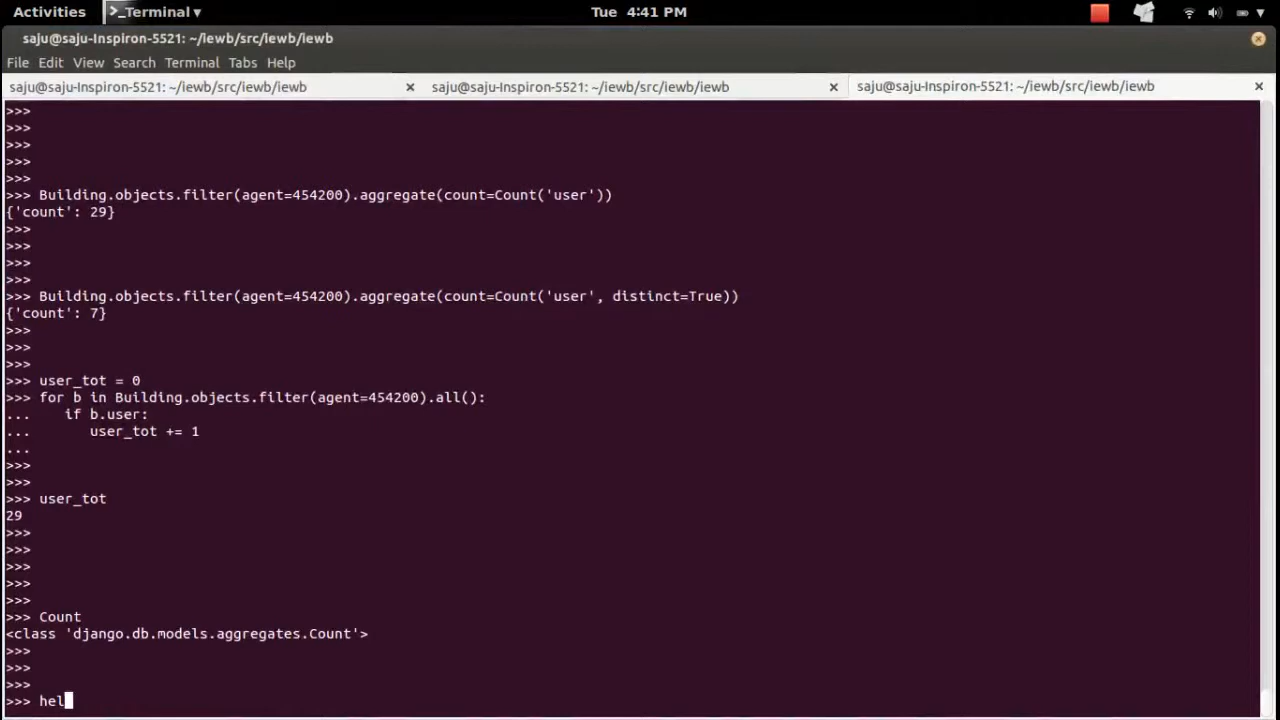 Activities
>_Terminal ▾
Tue 4:41 PM
saju@saju-Inspiron-5521: ~/iewb/src/iewb/iewb
File Edit View Search Terminal Tabs Help
saju@saju-Inspiron-5521: ~/iewb/src/iewb/iewb
saju@saju-Inspiron-5521: ~/iewb/src/iewb/iewb
saju@saju-Inspiron-5521: ~/iewb/src/iewb/iewb
>>>
>>>
>>>
>>>
>>>
>>> Building.objects.filter(agent=454200).aggregate(count=Count('user'))
{'count': 29}
>>>
>>>
>>>
>>>
>>> Building.objects.filter(agent=454200).aggregate(count=Count('user', distinct=True))
{'count': 7}
>>>
>>>
>>>
>>> user_tot = 0
>>> for b in Building.objects.filter(agent=454200).all():
...    if b.user:
...       user_tot += 1
...
>>>
>>>
>>> user_tot
29
>>>
>>>
>>>
>>>
>>>
>>> Count
<class 'django.db.models.aggregates.Count'>
>>>
>>>
>>>
>>> hel